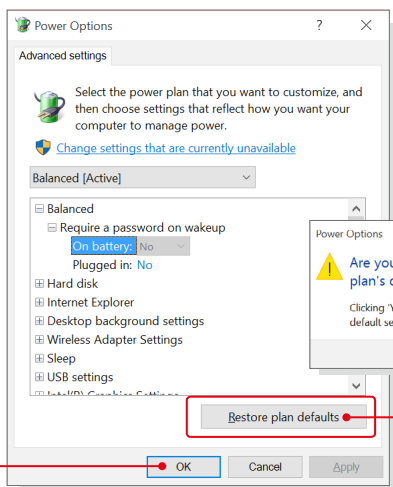 Power Options
Advanced settings
Select the power plan that you want to customize, and
then choose settings that reflect how you want your
computer to manage power.
Change settings that are currently unavailable
Balanced [Active]
Balanced
Require a password on wakeup
On battery: No
Plugged in: No
Hard disk
Internet Explorer
Desktop background settings
Wireless Adapter Settings
Sleep
USB settings
Intel(R) Graphics Settings
Power Options
Are you
plan's
Clicking
default
Restore plan defaults
OK Cancel Apply